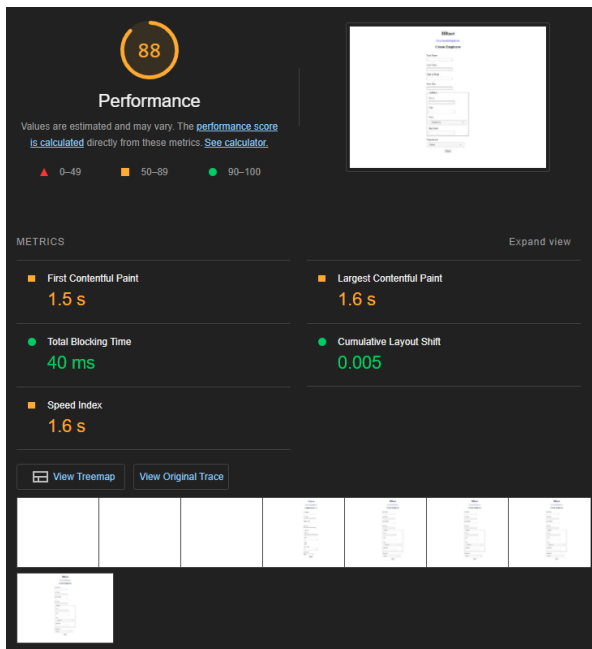 88
Performance
Values are estimated and may vary. The performance score
is calculated directly from these metrics. See calculator.
0–49
50–89
90–100
HRnet
Create Employee
METRICS
Expand view
First Contentful Paint
1.5 s
Largest Contentful Paint
1.6 s
Total Blocking Time
40 ms
Cumulative Layout Shift
0.005
Speed Index
1.6 s
View Treemap
View Original Trace